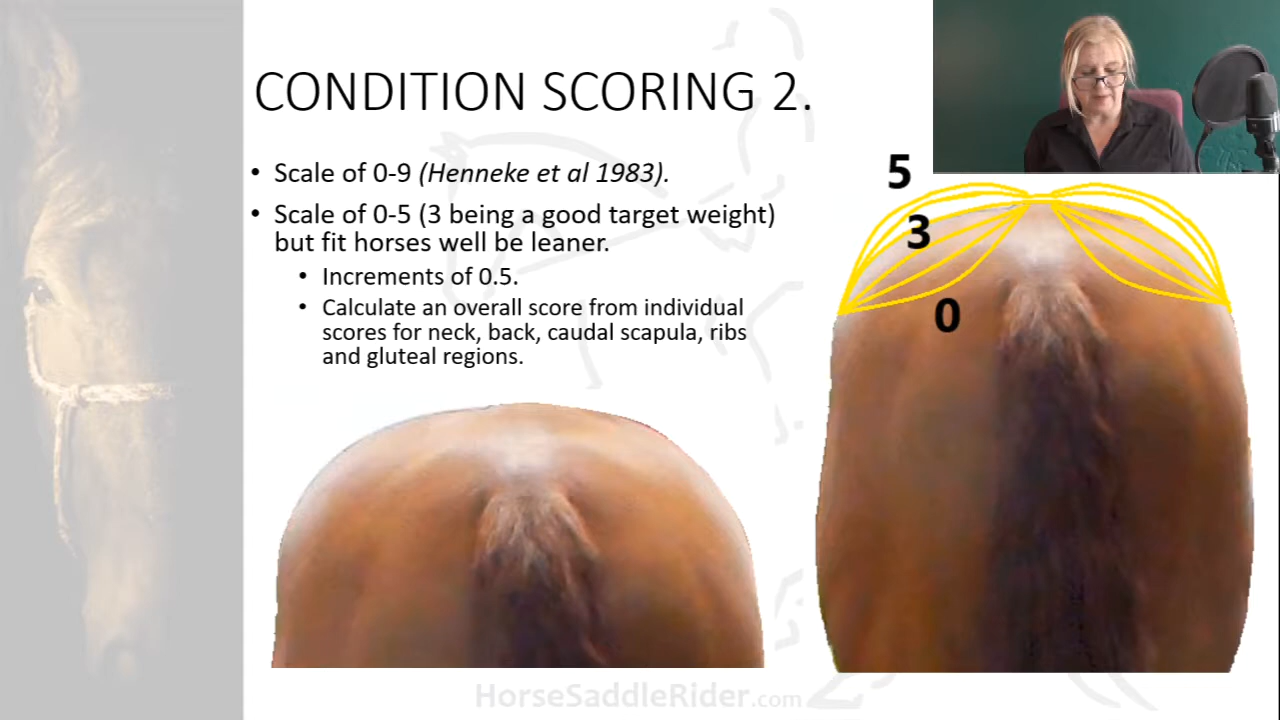 CONDITION SCORING 2.
• Scale of 0-9 (Henneke et al 1983).
• Scale of 0-5 (3 being a good target weight)
but fit horses well be leaner.
• Increments of 0.5.
• Calculate an overall score from individual
scores for neck, back, caudal scapula, ribs
and gluteal regions.
5
3
0
HorseSaddleRider.com